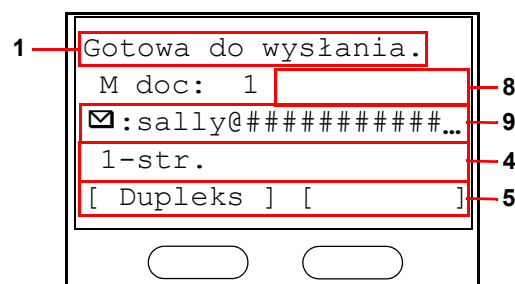 1 Gotowa do wysłania.
M doc: 1 8
:sally@###########… 9
1-str. 4
[ Dupleks ] [ ] 5